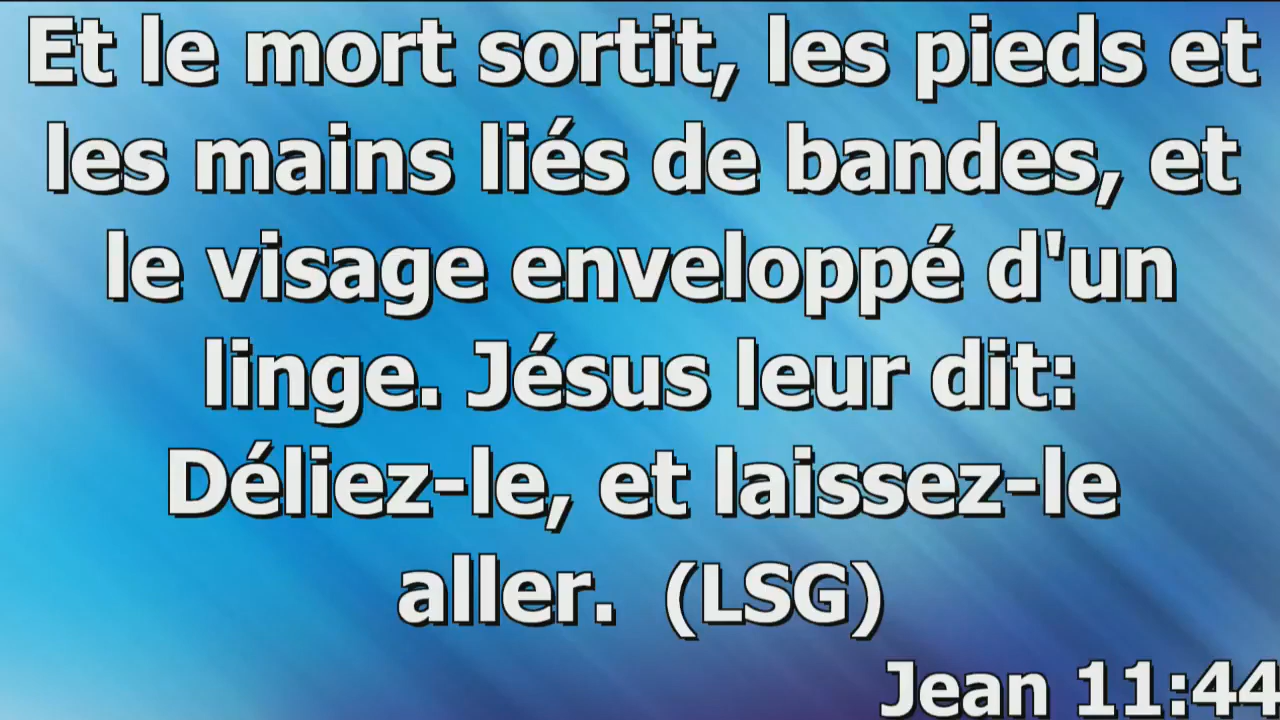 Et le mort sortit, les pieds et
les mains liés de bandes, et
le visage enveloppé d'un
linge. Jésus leur dit:
Déliez-le, et laissez-le
aller.  (LSG)
Jean 11:44